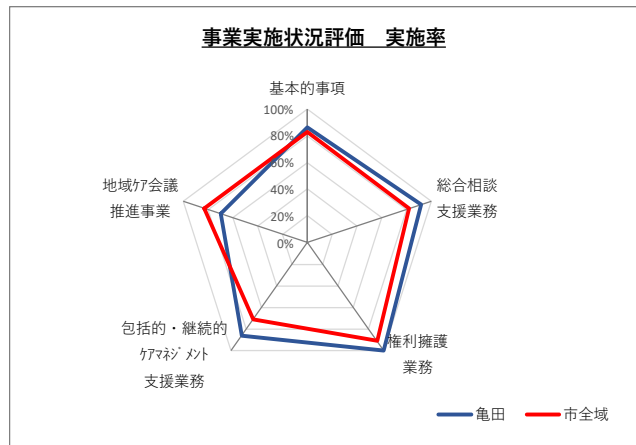 事業実施状況評価　実施率
基本的事項
100%
80%
60%
40%
20%
0%
総合相談
支援業務
権利擁護
業務
包括的・継続的
ｹｱﾏﾈｼﾞﾒﾝﾄ
支援業務
地域ｹｱ会議
推進事業
亀田
市全域